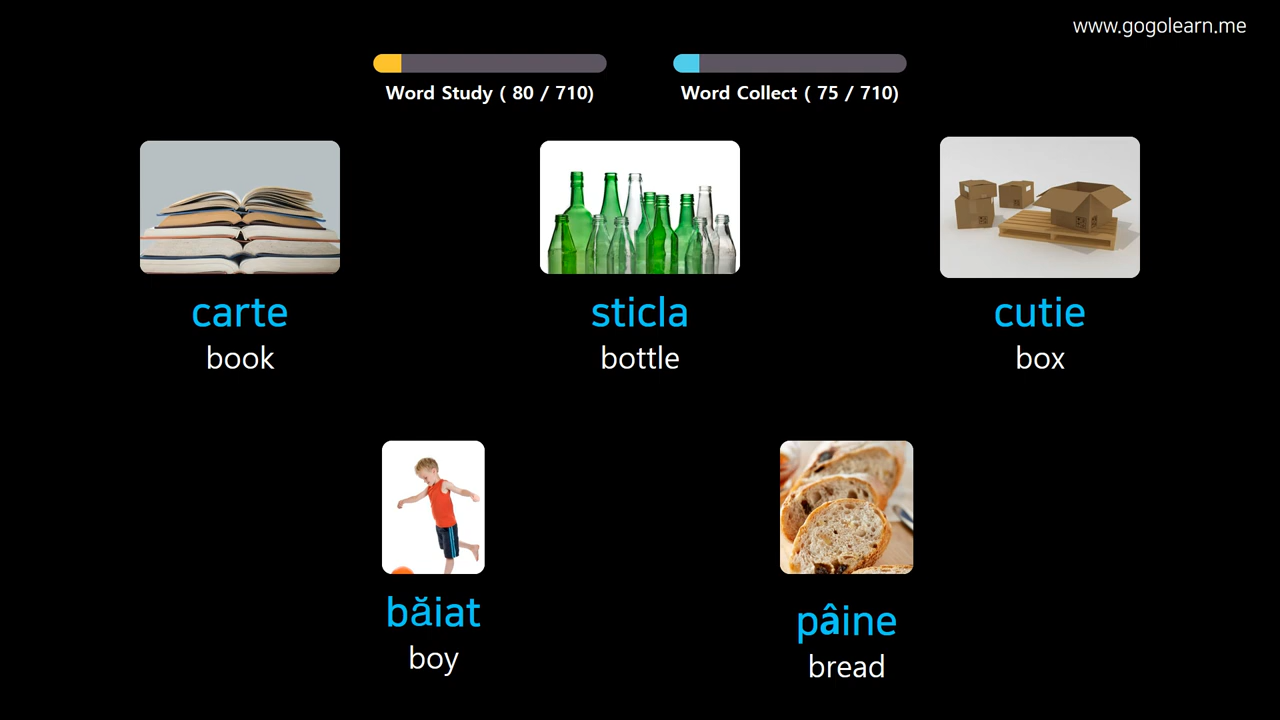 www.gogolearn.me
Word Study ( 80 / 710)
Word Collect ( 75 / 710)
carte
book
sticla
bottle
cutie
box
băiat
boy
pâine
bread